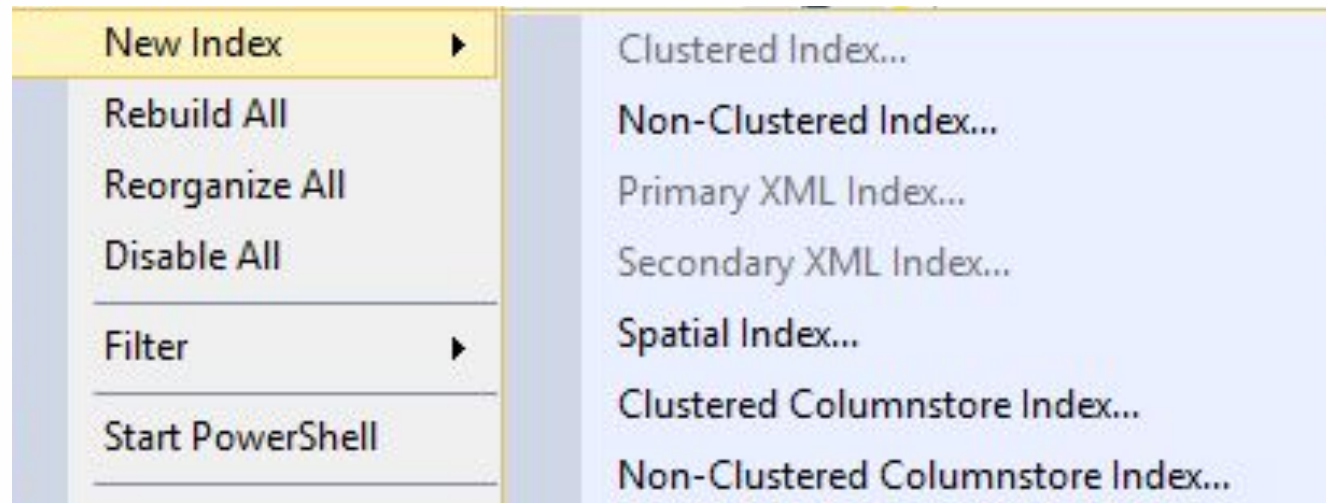 New Index
Rebuild All
Reorganize All
Disable All
Filter
Start PowerShell
Clustered Index...
Non-Clustered Index...
Primary XML Index...
Secondary XML Index...
Spatial Index...
Clustered Columnstore Index...
Non-Clustered Columnstore Index...